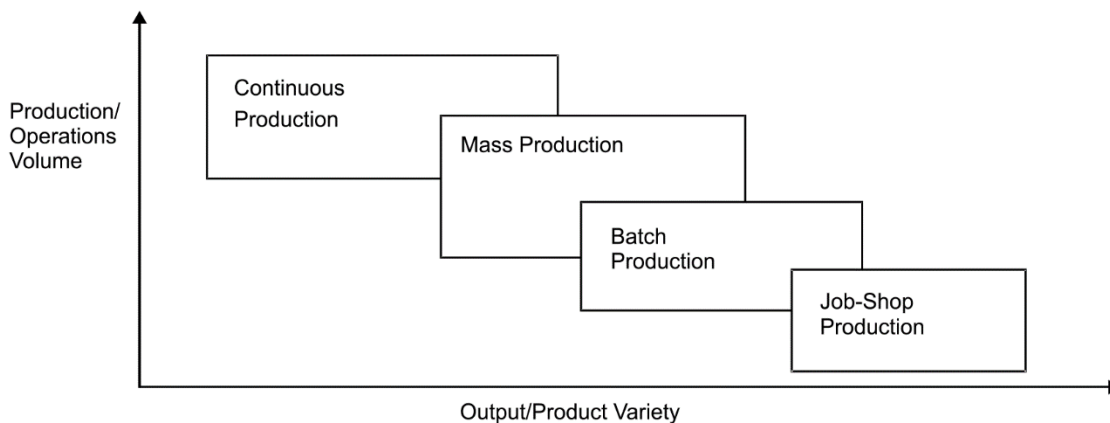 Production/
Operations
Volume
Continuous
Production
Mass Production
Batch
Production
Job-Shop
Production
Output/Product Variety